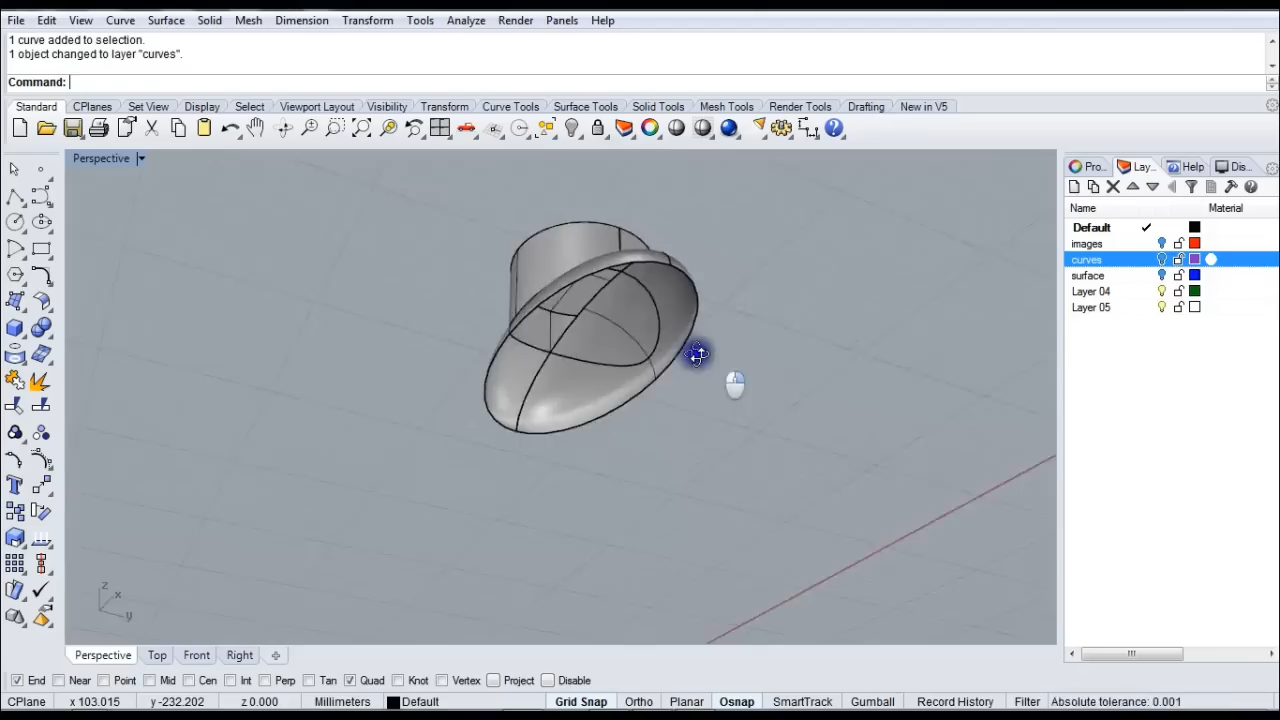 File Edit View Curve Surface Solid Mesh Dimension Transform Tools Analyze Render Panels Help
1 curve added to selection.
1 object changed to layer "curves".
Command:
Standard CPlanes Set View Display Select Viewport Layout Visibility Transform Curve Tools Surface Tools Solid Tools Mesh Tools Render Tools Drafting New in V5
Perspective
Pro... Lay... Help Dis...
Name Material
Default
images
curves
surface
Layer 04
Layer 05
z
x
y
Perspective Top Front Right
End Near Point Mid Cen Int Perp Tan Quad Knot Vertex Project Disable
CPlane x 103.015 y -232.202 z 0.000 Millimeters Default Grid Snap Ortho Planar Osnap SmartTrack Gumball Record History Filter Absolute tolerance: 0.001